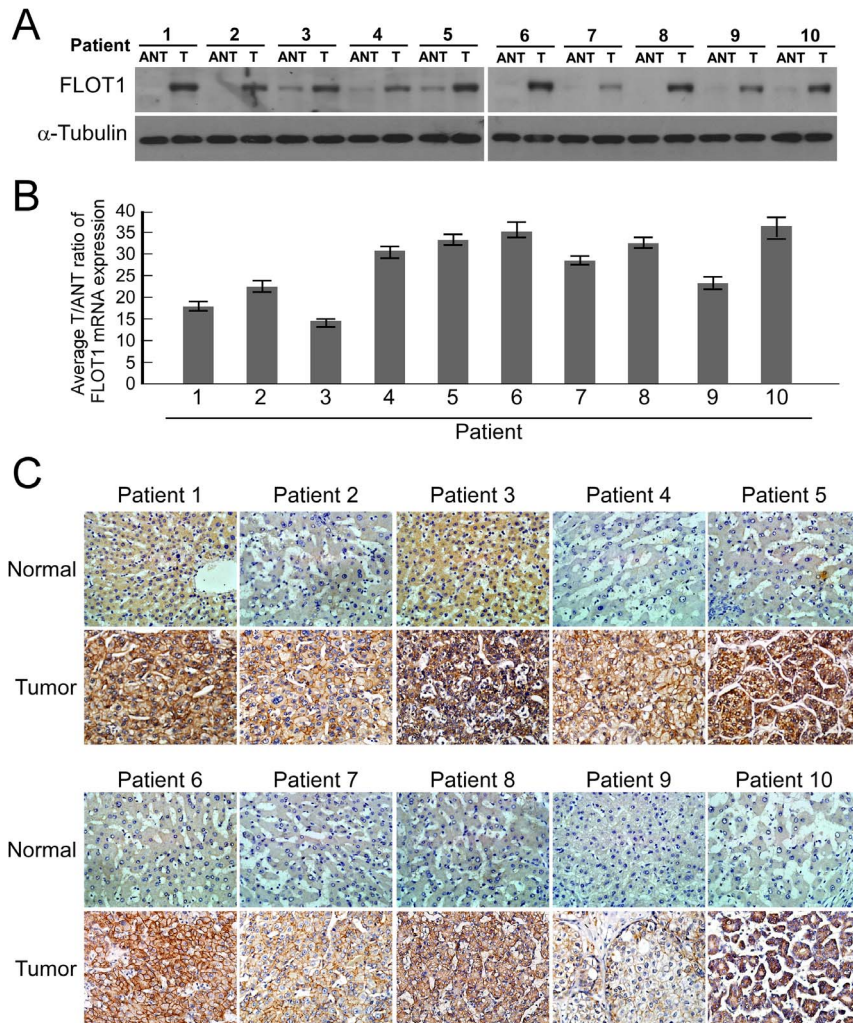 A
Patient 1 2 3 4 5 6 7 8 9 10
ANT T ANT T ANT T ANT T ANT T ANT T ANT T ANT T ANT T ANT T
FLOT1
α-Tubulin
B
Average T/ANT ratio of
FLOT1 mRNA expression
40
35
30
25
20
15
10
5
0
1 2 3 4 5 6 7 8 9 10
Patient
C
Patient 1 Patient 2 Patient 3 Patient 4 Patient 5
Normal
Tumor
Patient 6 Patient 7 Patient 8 Patient 9 Patient 10
Normal
Tumor